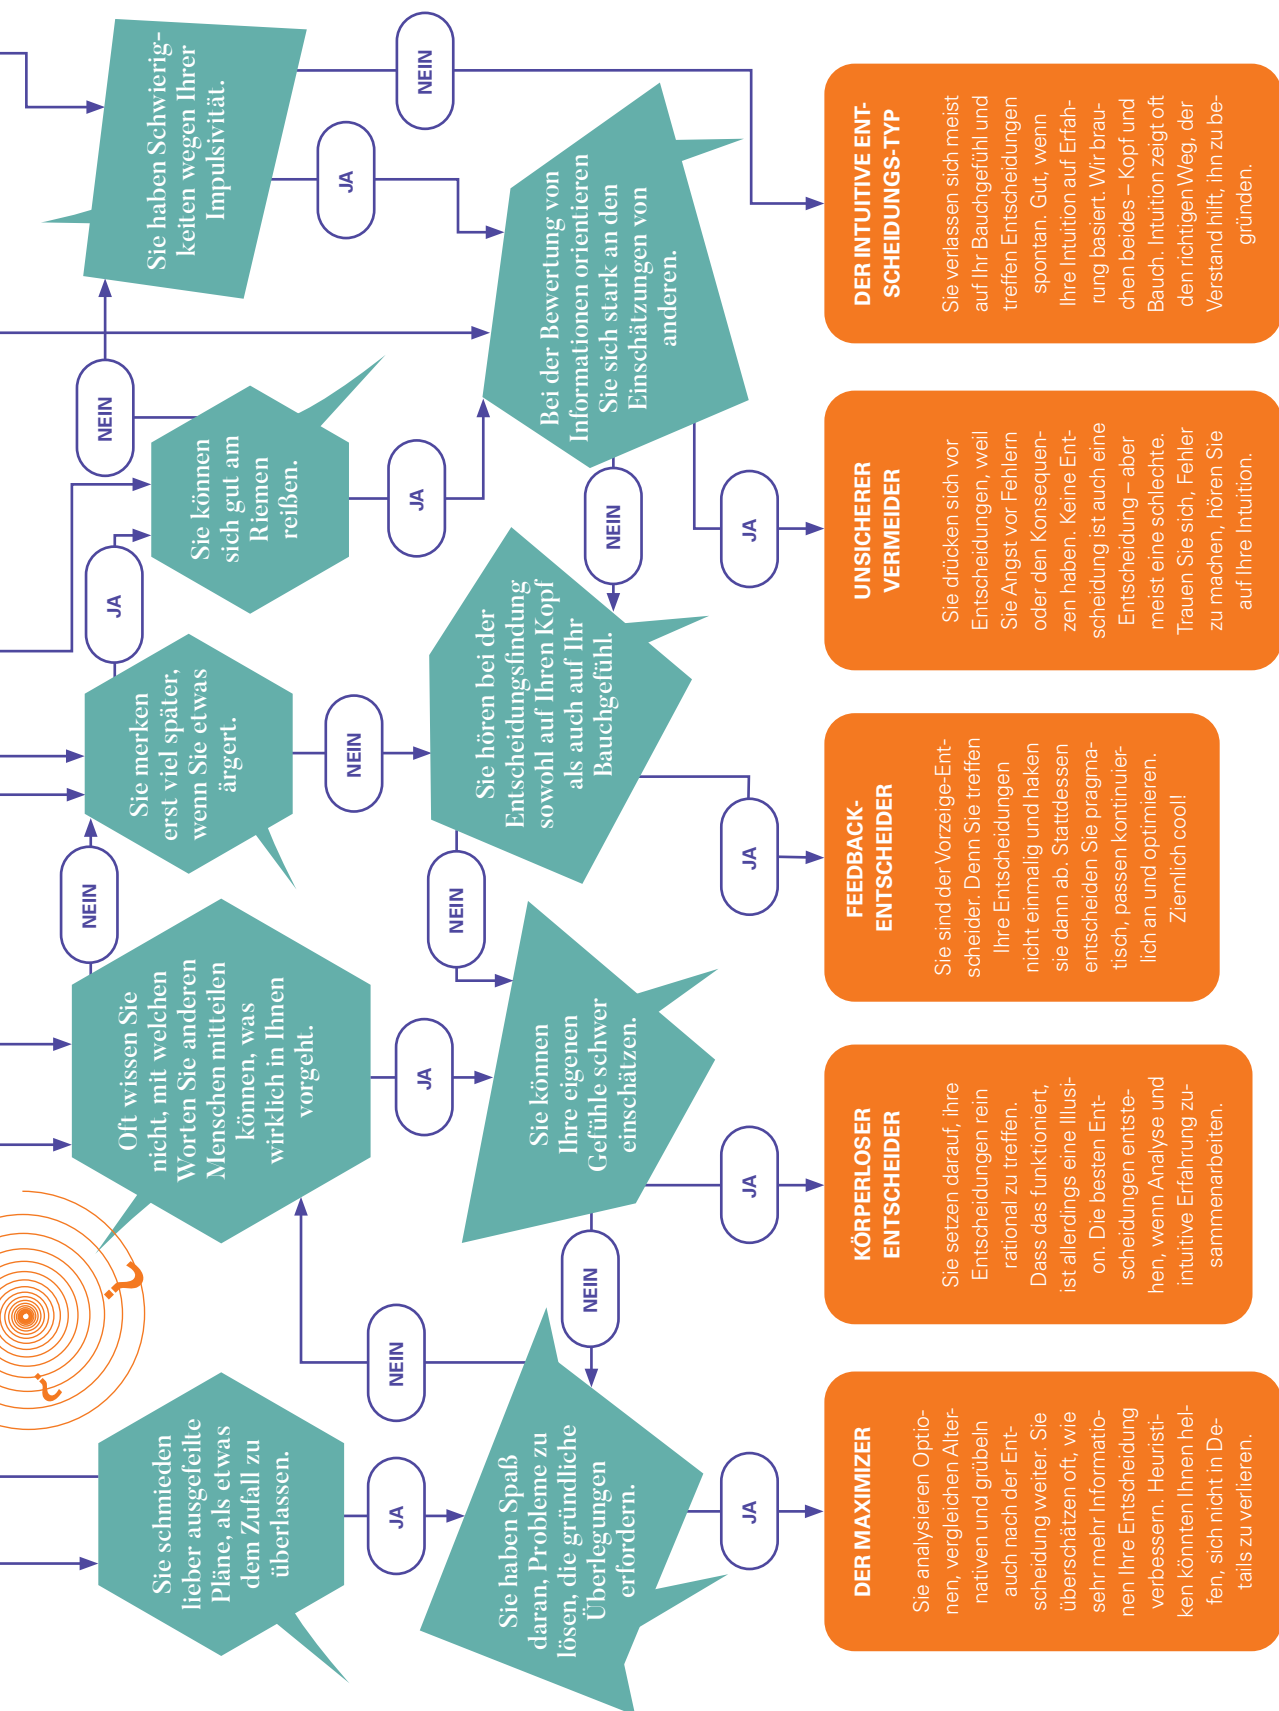 Sie schmieden
lieber ausgefeilte
Pläne, als etwas
dem Zufall zu
überlassen.
JA
Oft wissen Sie
nicht, mit welchen
Worten Sie anderen
Menschen mitteilen
können, was
wirklich in Ihnen
vorgeht.
NEIN
JA
Sie merken
erst viel später,
wenn Sie etwas
ärgert.
JA
NEIN
Sie können
sich gut am
Riemen
reißen.
NEIN
JA
Sie haben Schwierig-
keiten wegen Ihrer
Impulsivität.
JA
NEIN
Sie haben Spaß
daran, Probleme zu
lösen, die gründliche
Überlegungen
erfordern.
NEIN
JA
Sie können
Ihre eigenen
Gefühle schwer
einschätzen.
NEIN
JA
Sie hören bei der
Entscheidungsfindung
sowohl auf Ihren Kopf
als auch auf Ihr
Bauchgefühl.
NEIN
JA
Bei der Bewertung von
Informationen orientieren
Sie sich stark an den
Einschätzungen von
anderen.
NEIN
JA
DER MAXIMIZER
Sie analysieren Optio-
nen, vergleichen Alter-
nativen und grübeln
auch nach der Ent-
scheidung weiter. Sie
überschätzen oft, wie
sehr mehr Informatio-
nen Ihre Entscheidung
verbessern. Heuristi-
ken könnten Ihnen hel-
fen, sich nicht in De-
tails zu verlieren.
KÖRPERLOSER
ENTSCHEIDER
Sie setzen darauf, ihre
Entscheidungen rein
rational zu treffen.
Dass das funktioniert,
ist allerdings eine Illusi-
on. Die besten Ent-
scheidungen entste-
hen, wenn Analyse und
intuitive Erfahrung zu-
sammenarbeiten.
FEEDBACK-
ENTSCHEIDER
Sie sind der Vorzeige-Ent-
scheider. Denn Sie treffen
Ihre Entscheidungen
nicht einmalig und haken
sie dann ab. Stattdessen
entscheiden Sie pragma-
tisch, passen kontinuier-
lich an und optimieren.
Ziemlich cool!
UNSICHERER
VERMEIDER
Sie drücken sich vor
Entscheidungen, weil
Sie Angst vor Fehlern
oder den Konsequen-
zen haben. Keine Ent-
scheidung ist auch eine
Entscheidung – aber
meist eine schlechte.
Trauen Sie sich, Fehler
zu machen, hören Sie
auf Ihre Intuition.
DER INTUITIVE ENT-
SCHEIDUNGS-TYP
Sie verlassen sich meist
auf Ihr Bauchgefühl und
treffen Entscheidungen
spontan. Gut, wenn
Ihre Intuition auf Erfah-
rung basiert. Wir brau-
chen beides – Kopf und
Bauch. Intuition zeigt oft
den richtigen Weg, der
Verstand hilft, ihn zu be-
gründen.
?
?